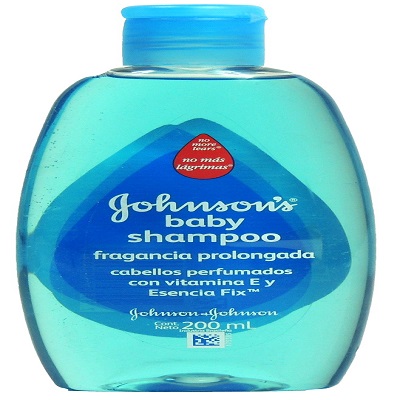 no
more
tears™
no más
lágrimas®
Johnson's®
baby
shampoo
fragancia prolongada
cabellos perfumados
con vitamina E y
Esencia Fix™
Johnson & Johnson
Cont.
Neto 200 mL